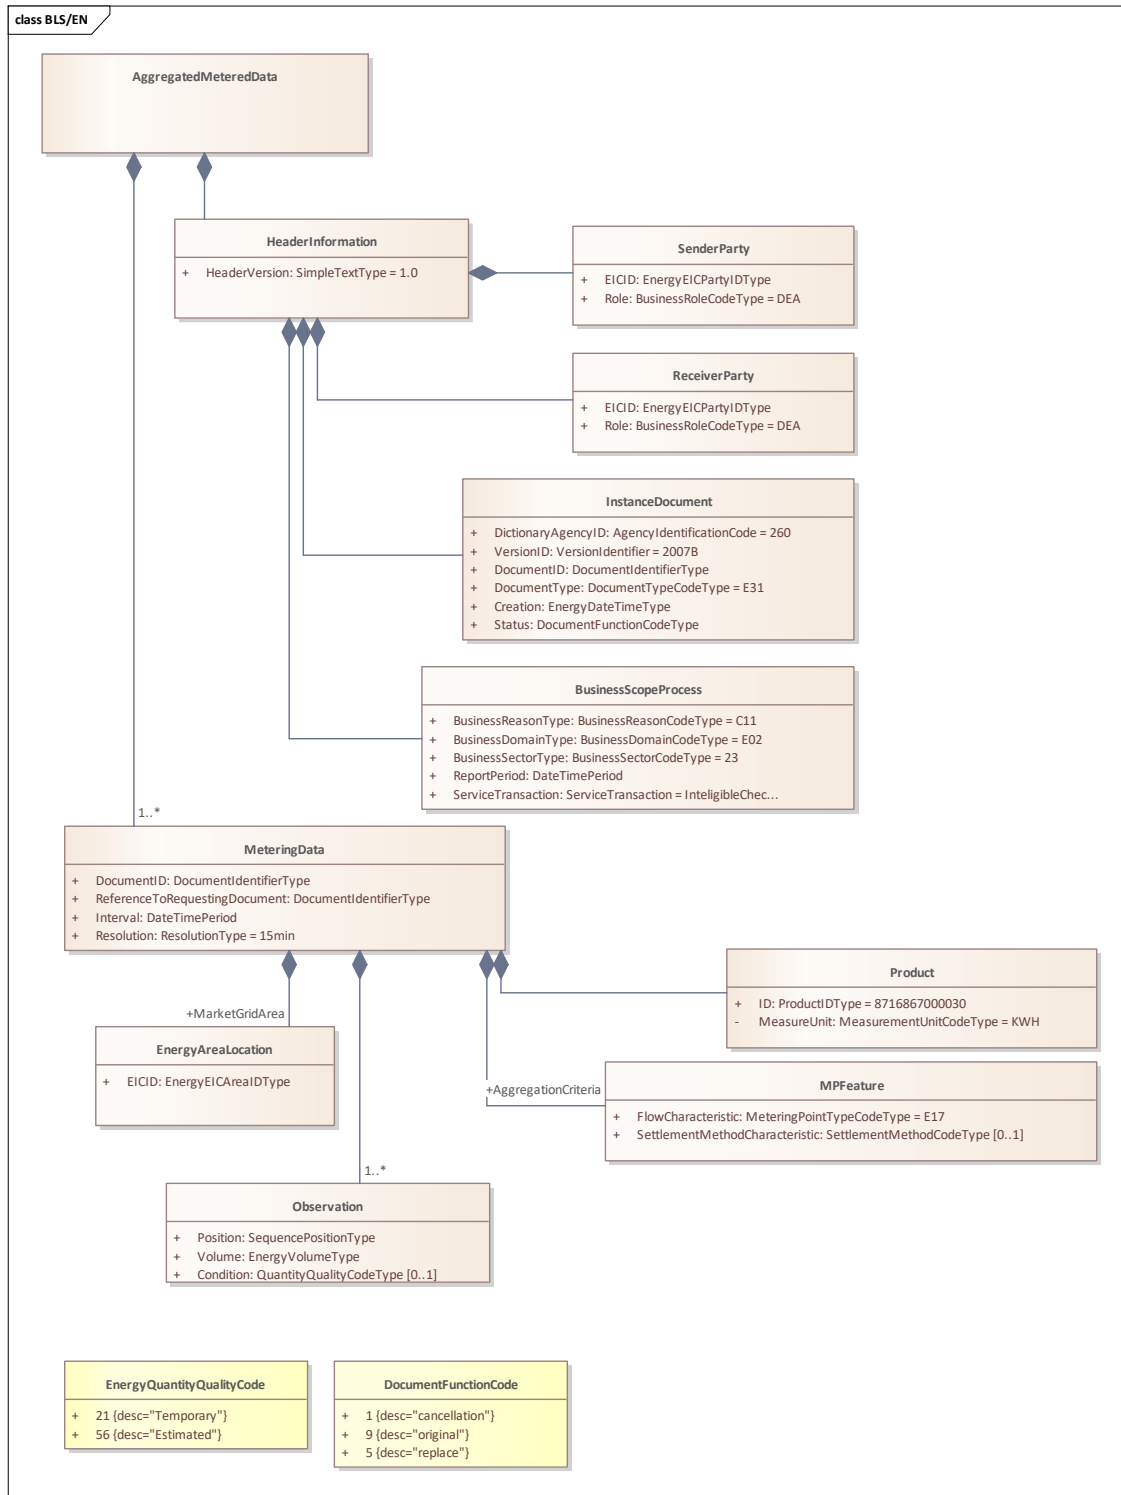 class BLS/EN
AggregatedMeteredData
HeaderInformation
+ HeaderVersion: SimpleTextType = 1.0
SenderParty
+ EICID: EnergyEICPartyIDType
+ Role: BusinessRoleCodeType = DEA
ReceiverParty
+ EICID: EnergyEICPartyIDType
+ Role: BusinessRoleCodeType = DEA
InstanceDocument
+ DictionaryAgencyID: AgencyIdentificationCode = 260
+ VersionID: VersionIdentifier = 2007B
+ DocumentID: DocumentIdentifierType
+ DocumentType: DocumentTypeCodeType = E31
+ Creation: EnergyDateTimeType
+ Status: DocumentFunctionCodeType
BusinessScopeProcess
+ BusinessReasonType: BusinessReasonCodeType = C11
+ BusinessDomainType: BusinessDomainCodeType = E02
+ BusinessSectorType: BusinessSectorCodeType = 23
+ ReportPeriod: DateTimePeriod
+ ServiceTransaction: ServiceTransaction = InteligibleChec...
1..*
MeteringData
+ DocumentID: DocumentIdentifierType
+ ReferenceToRequestingDocument: DocumentIdentifierType
+ Interval: DateTimePeriod
+ Resolution: ResolutionType = 15min
Product
+ ID: ProductIDType = 8716867000030
- MeasureUnit: MeasurementUnitCodeType = KWH
+MarketGridArea
EnergyAreaLocation
+ EICID: EnergyEICAreaIDType
+AggregationCriteria
MPFeature
+ FlowCharacteristic: MeteringPointTypeCodeType = E17
+ SettlementMethodCharacteristic: SettlementMethodCodeType [0..1]
1..*
Observation
+ Position: SequencePositionType
+ Volume: EnergyVolumeType
+ Condition: QuantityQualityCodeType [0..1]
EnergyQuantityQualityCode
+ 21 {desc="Temporary"}
+ 56 {desc="Estimated"}
DocumentFunctionCode
+ 1 {desc="cancellation"}
+ 9 {desc="original"}
+ 5 {desc="replace"}